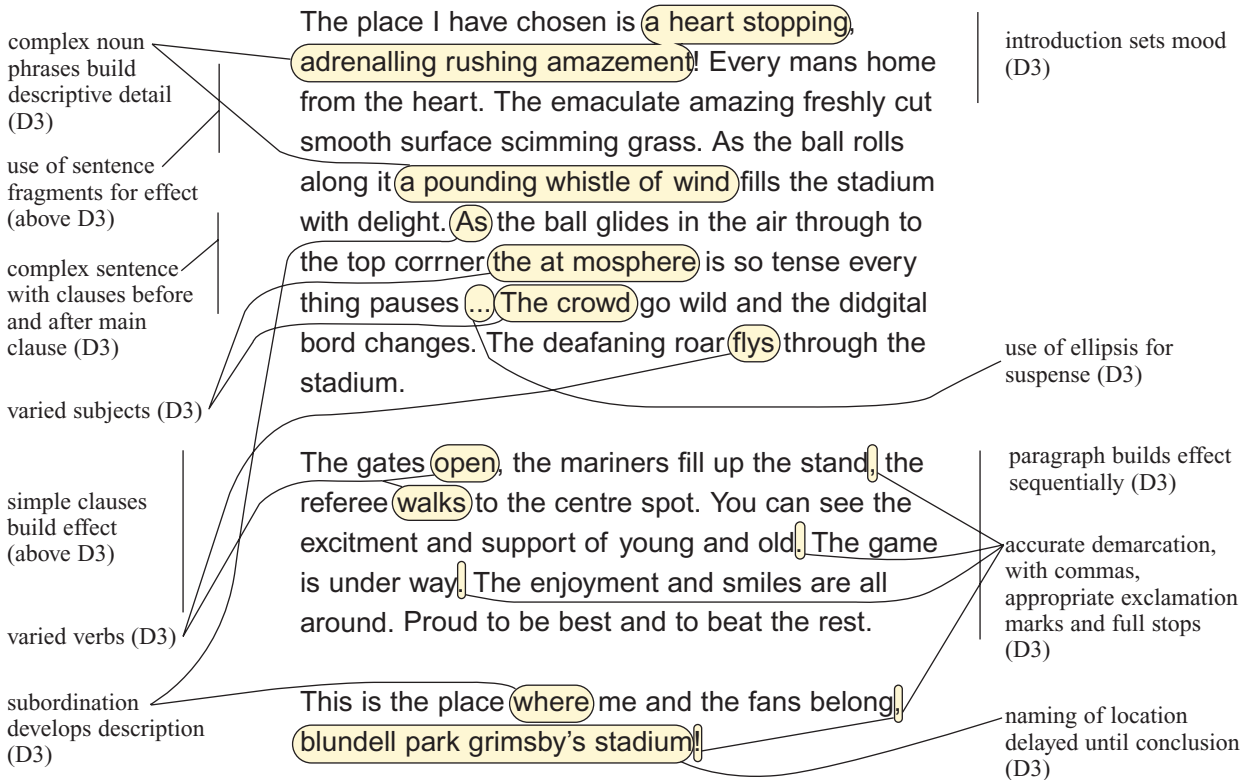 complex noun
phrases build
descriptive detail
(D3)
use of sentence
fragments for effect
(above D3)
complex sentence
with clauses before
and after main
clause (D3)
varied subjects (D3)
simple clauses
build effect
(above D3)
varied verbs (D3)
subordination
develops description
(D3)
The place I have chosen is a heart stopping,
adrenalling rushing amazement! Every mans home
from the heart. The emaculate amazing freshly cut
smooth surface scimming grass. As the ball rolls
along it a pounding whistle of wind fills the stadium
with delight. As the ball glides in the air through to
the top corrner the at mosphere is so tense every
thing pauses ... The crowd go wild and the didgital
bord changes. The deafaning roar flys through the
stadium.
The gates open, the mariners fill up the stand, the
referee walks to the centre spot. You can see the
excitment and support of young and old. The game
is under way. The enjoyment and smiles are all
around. Proud to be best and to beat the rest.
This is the place where me and the fans belong,
blundell park grimsby's stadium!
introduction sets mood
(D3)
use of ellipsis for
suspense (D3)
paragraph builds effect
sequentially (D3)
accurate demarcation,
with commas,
appropriate exclamation
marks and full stops
(D3)
naming of location
delayed until conclusion
(D3)